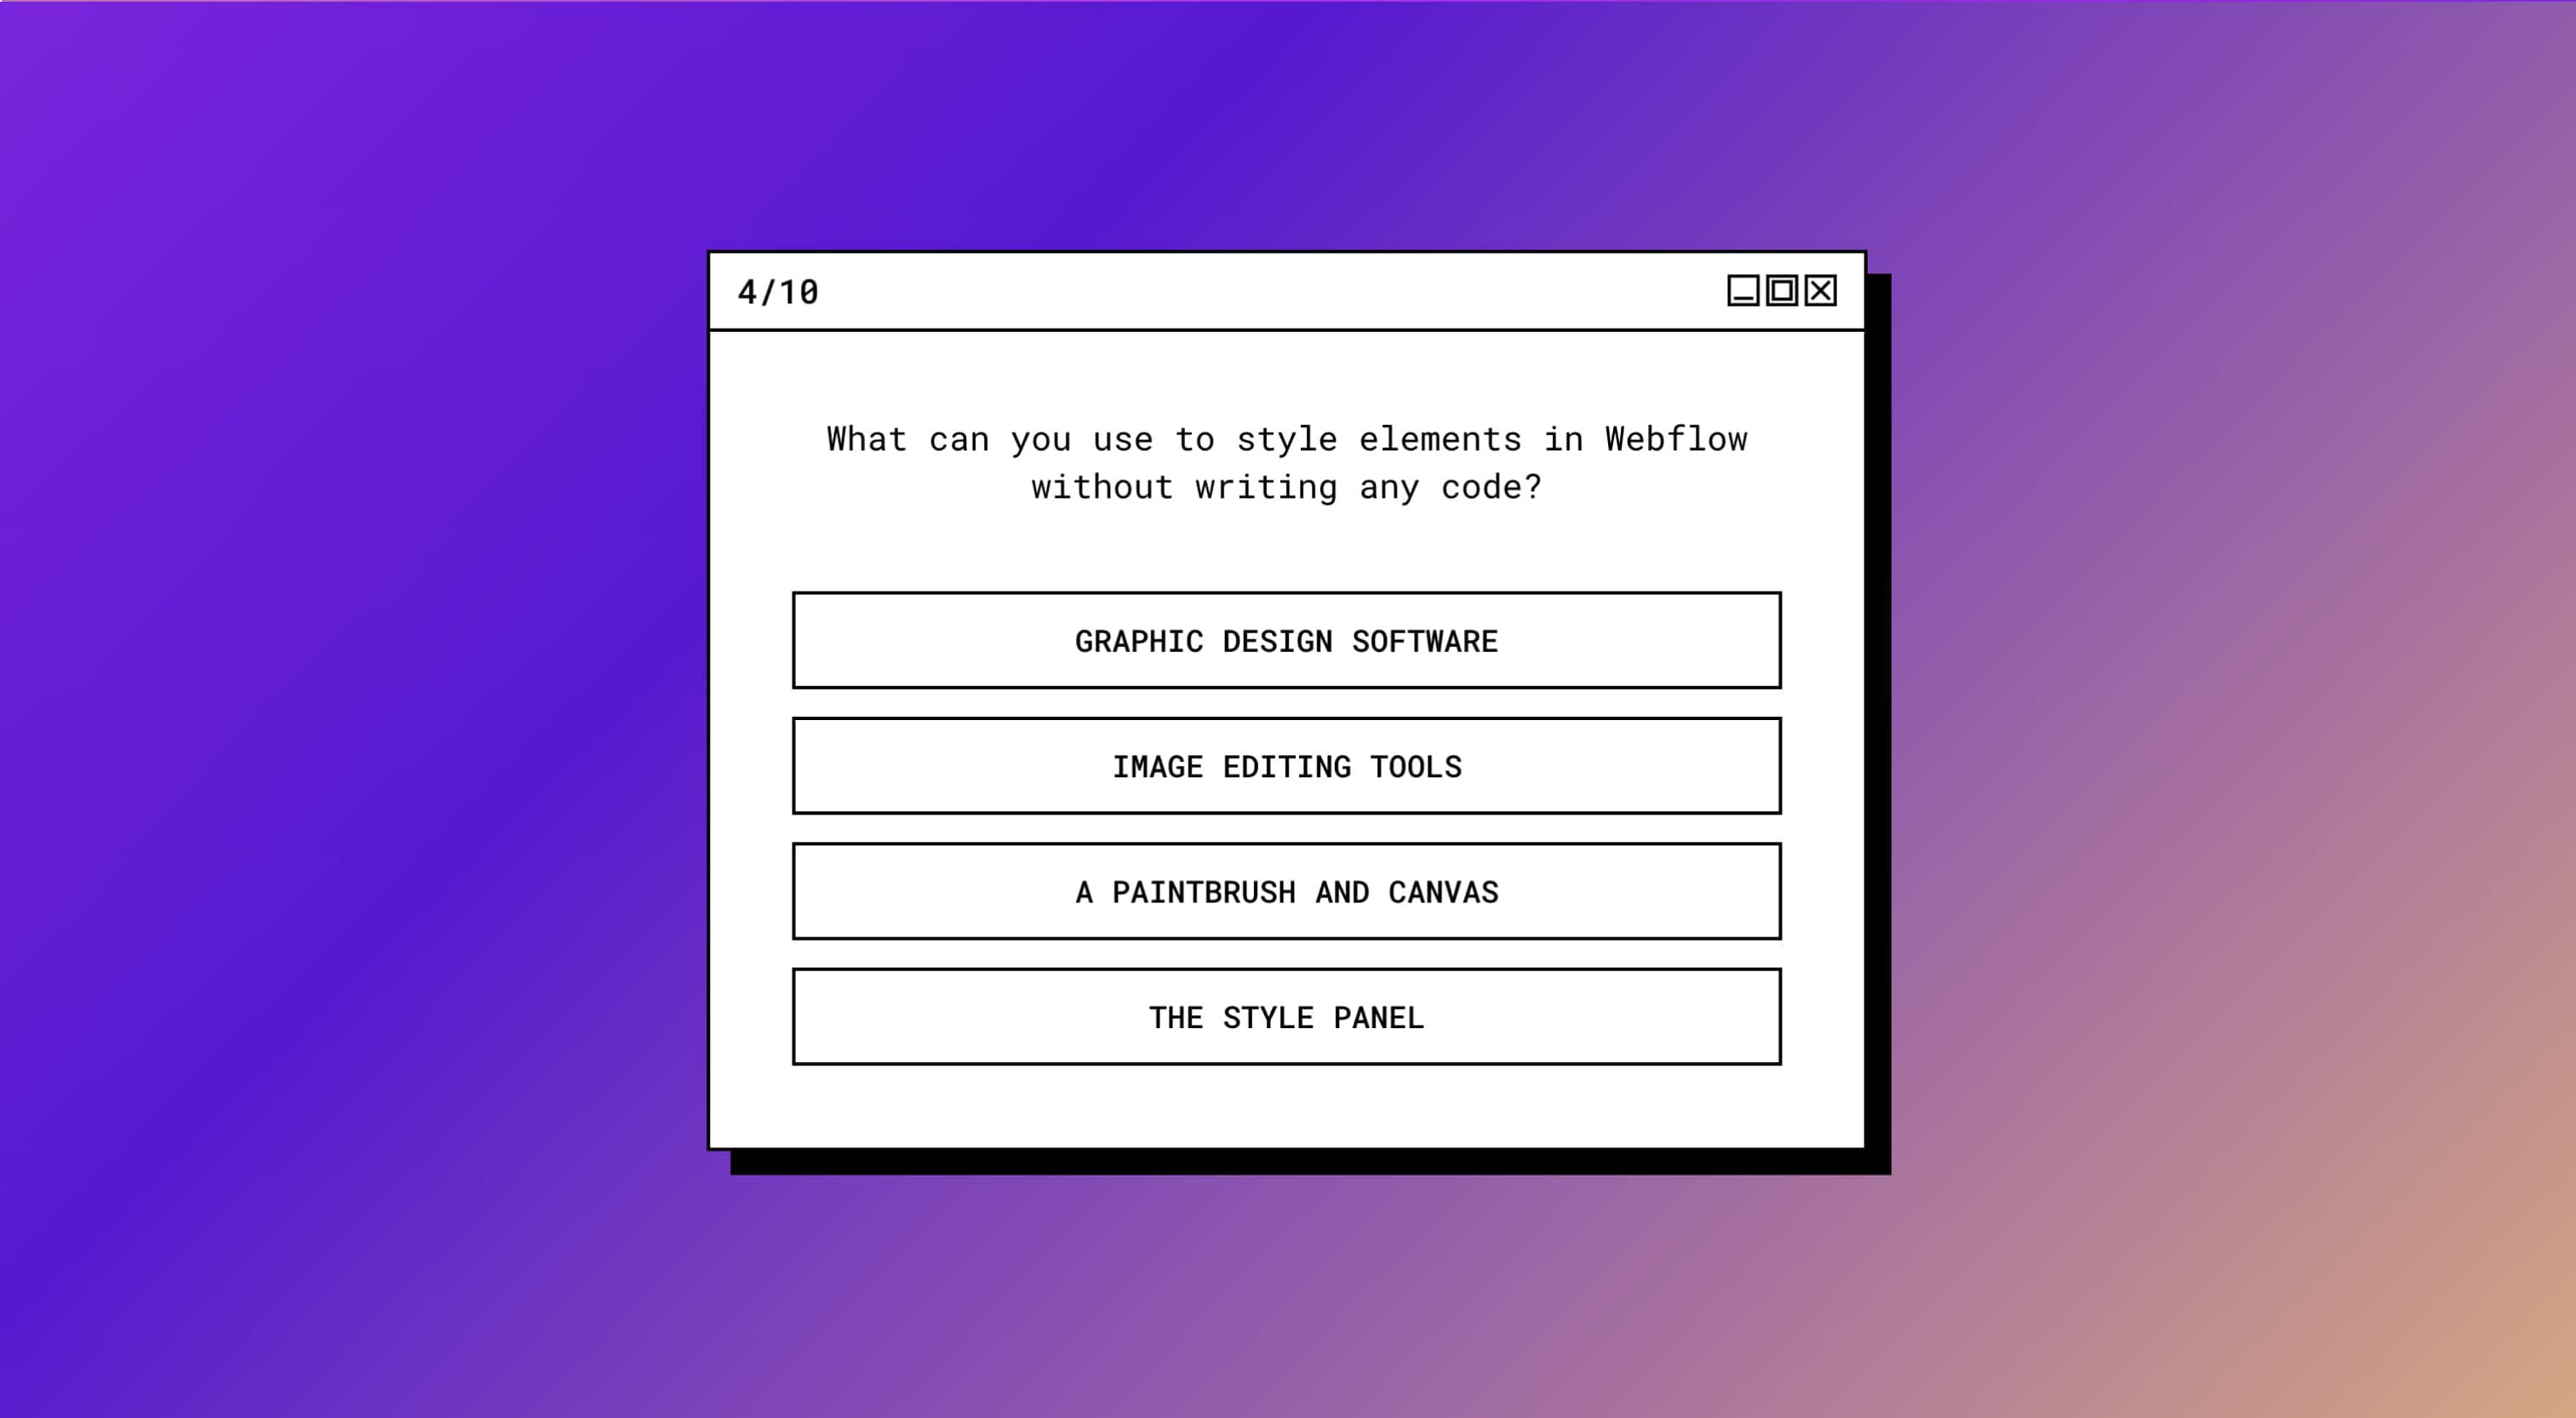 4/10
What can you use to style elements in Webflow
without writing any code?
GRAPHIC DESIGN SOFTWARE
IMAGE EDITING TOOLS
A PAINTBRUSH AND CANVAS
THE STYLE PANEL